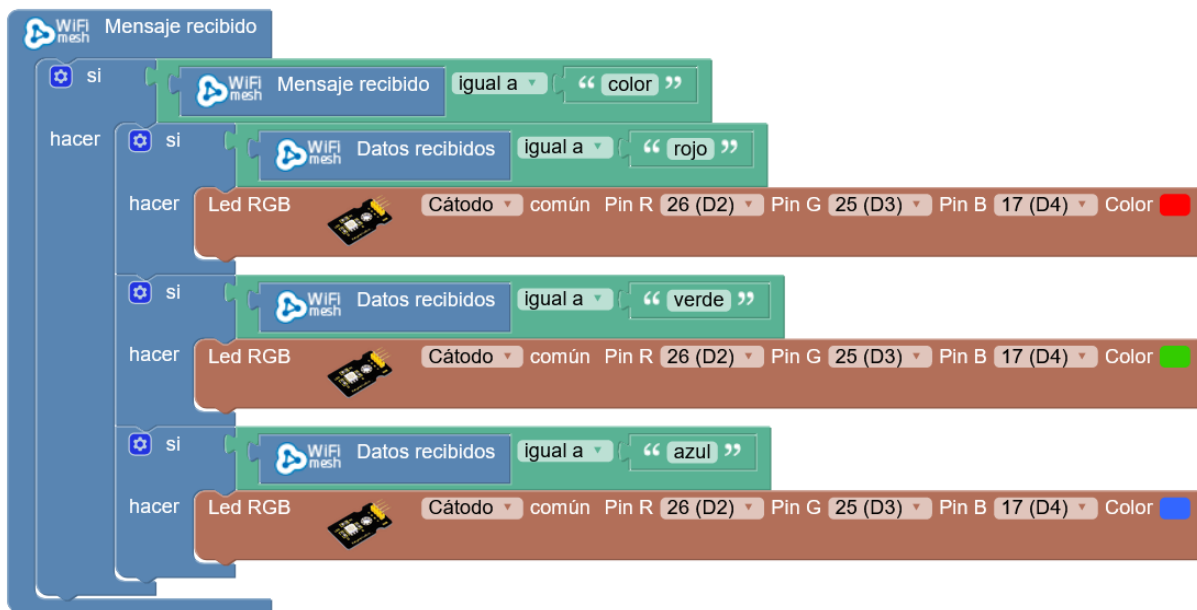 WiFi mesh Mensaje recibido
si WiFi mesh Mensaje recibido igual a “ color ”
hacer si WiFi mesh Datos recibidos igual a “ rojo ”
hacer Led RGB Cátodo común Pin R 26 (D2) Pin G 25 (D3) Pin B 17 (D4) Color
si WiFi mesh Datos recibidos igual a “ verde ”
hacer Led RGB Cátodo común Pin R 26 (D2) Pin G 25 (D3) Pin B 17 (D4) Color
si WiFi mesh Datos recibidos igual a “ azul ”
hacer Led RGB Cátodo común Pin R 26 (D2) Pin G 25 (D3) Pin B 17 (D4) Color